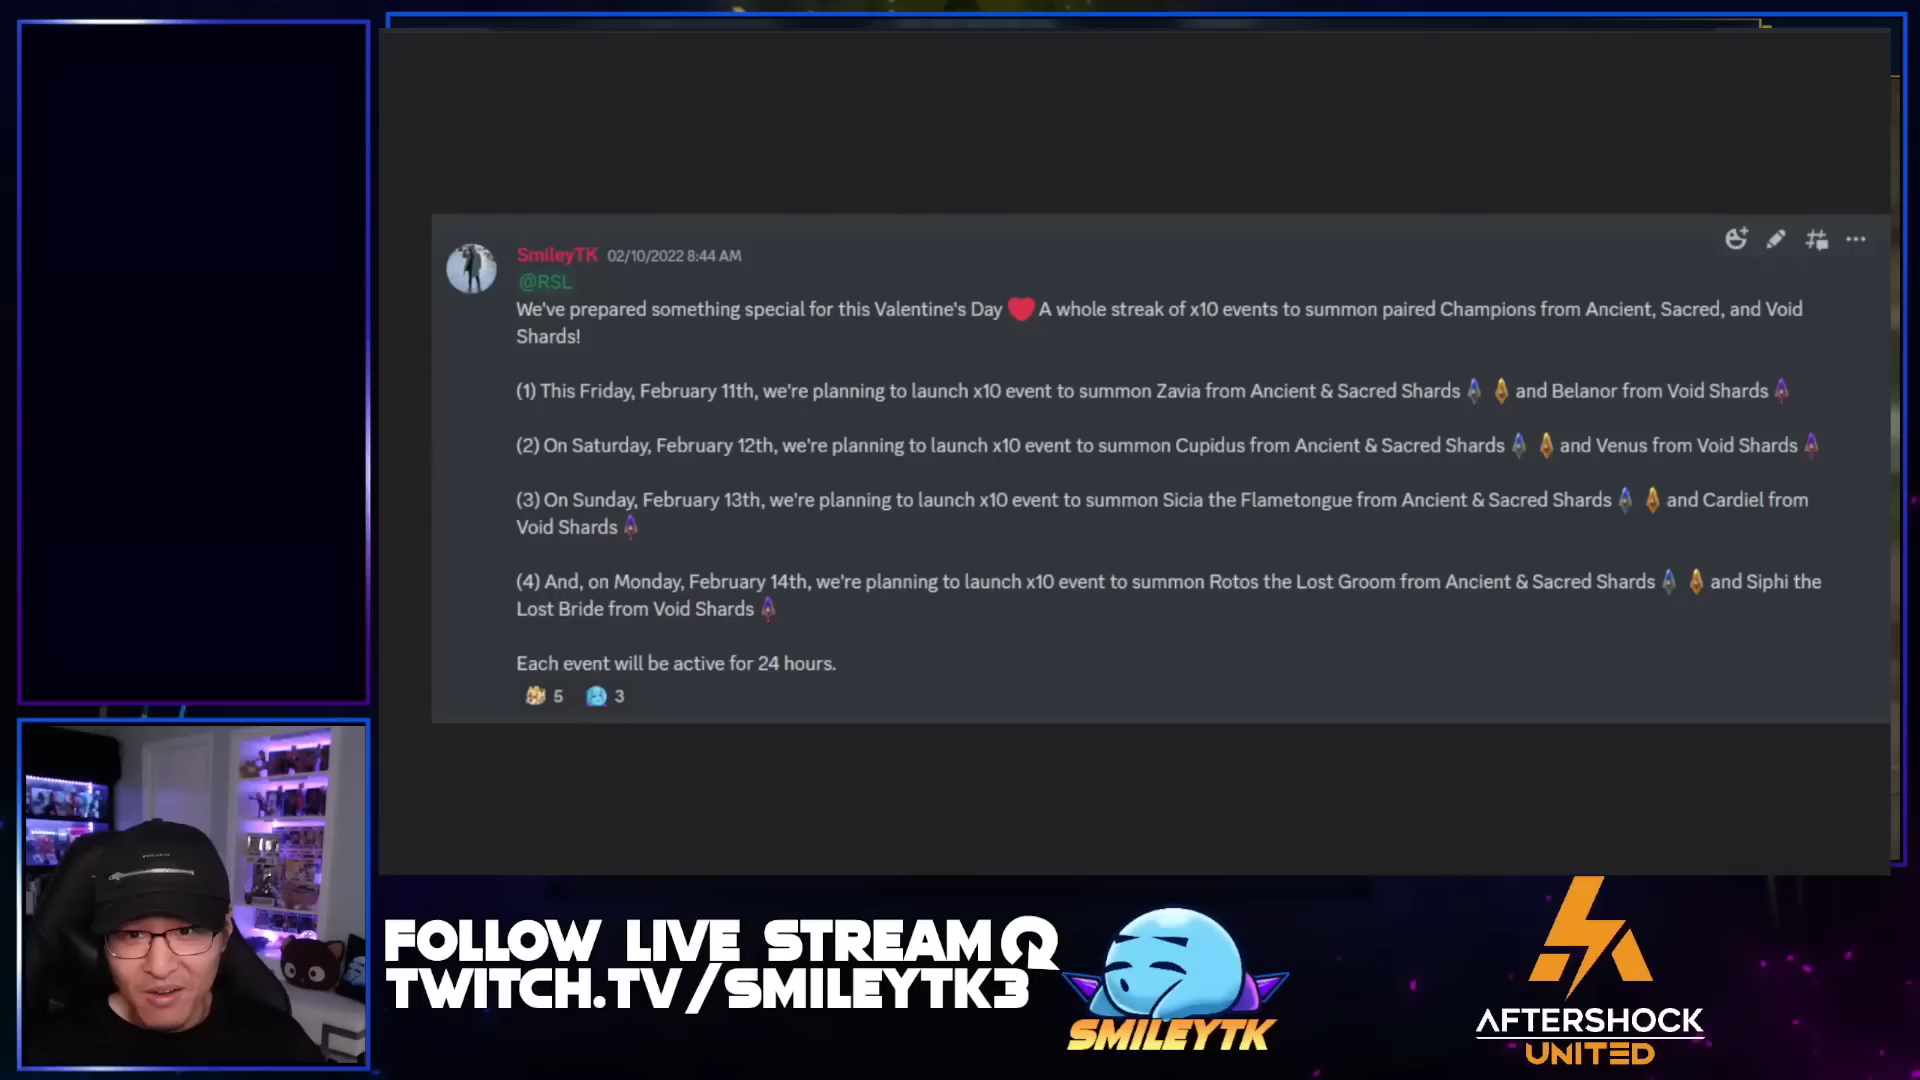 SmileyTK 02/10/2022 8:44 AM
@RSL
We've prepared something special for this Valentine's Day ❤ A whole streak of x10 events to summon paired Champions from Ancient, Sacred, and Void
Shards!
(1) This Friday, February 11th, we're planning to launch x10 event to summon Zavia from Ancient & Sacred Shards and Belanor from Void Shards
(2) On Saturday, February 12th, we're planning to launch x10 event to summon Cupidus from Ancient & Sacred Shards and Venus from Void Shards
(3) On Sunday, February 13th, we're planning to launch x10 event to summon Sicia the Flametongue from Ancient & Sacred Shards and Cardiel from
Void Shards
(4) And, on Monday, February 14th, we're planning to launch x10 event to summon Rotos the Lost Groom from Ancient & Sacred Shards and Siphi the
Lost Bride from Void Shards
Each event will be active for 24 hours.
5 3
FOLLOW LIVE STREAM
TWITCH.TV/SMILEYTK3
SMILEYTK
AFTERSHOCK
UNITED